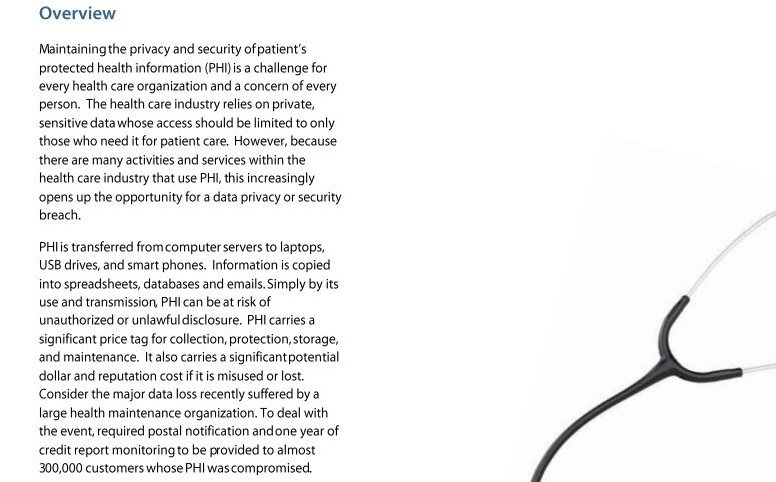 Overview
Maintaining the privacy and security of patient's
protected health information (PHI) is a challenge for
every health care organization and a concern of every
person. The health care industry relies on private,
sensitive data whose access should be limited to only
those who need it for patient care. However, because
there are many activities and services within the
health care industry that use PHI, this increasingly
opens up the opportunity for a data privacy or security
breach.
PHI is transferred from computer servers to laptops,
USB drives, and smart phones. Information is copied
into spreadsheets, databases and emails. Simply by its
use and transmission, PHI can be at risk of
unauthorized or unlawful disclosure. PHI carries a
significant price tag for collection, protection, storage,
and maintenance. It also carries a significant potential
dollar and reputation cost if it is misused or lost.
Consider the major data loss recently suffered by a
large health maintenance organization. To deal with
the event, required postal notification and one year of
credit report monitoring to be provided to almost
300,000 customers whose PHI was compromised.